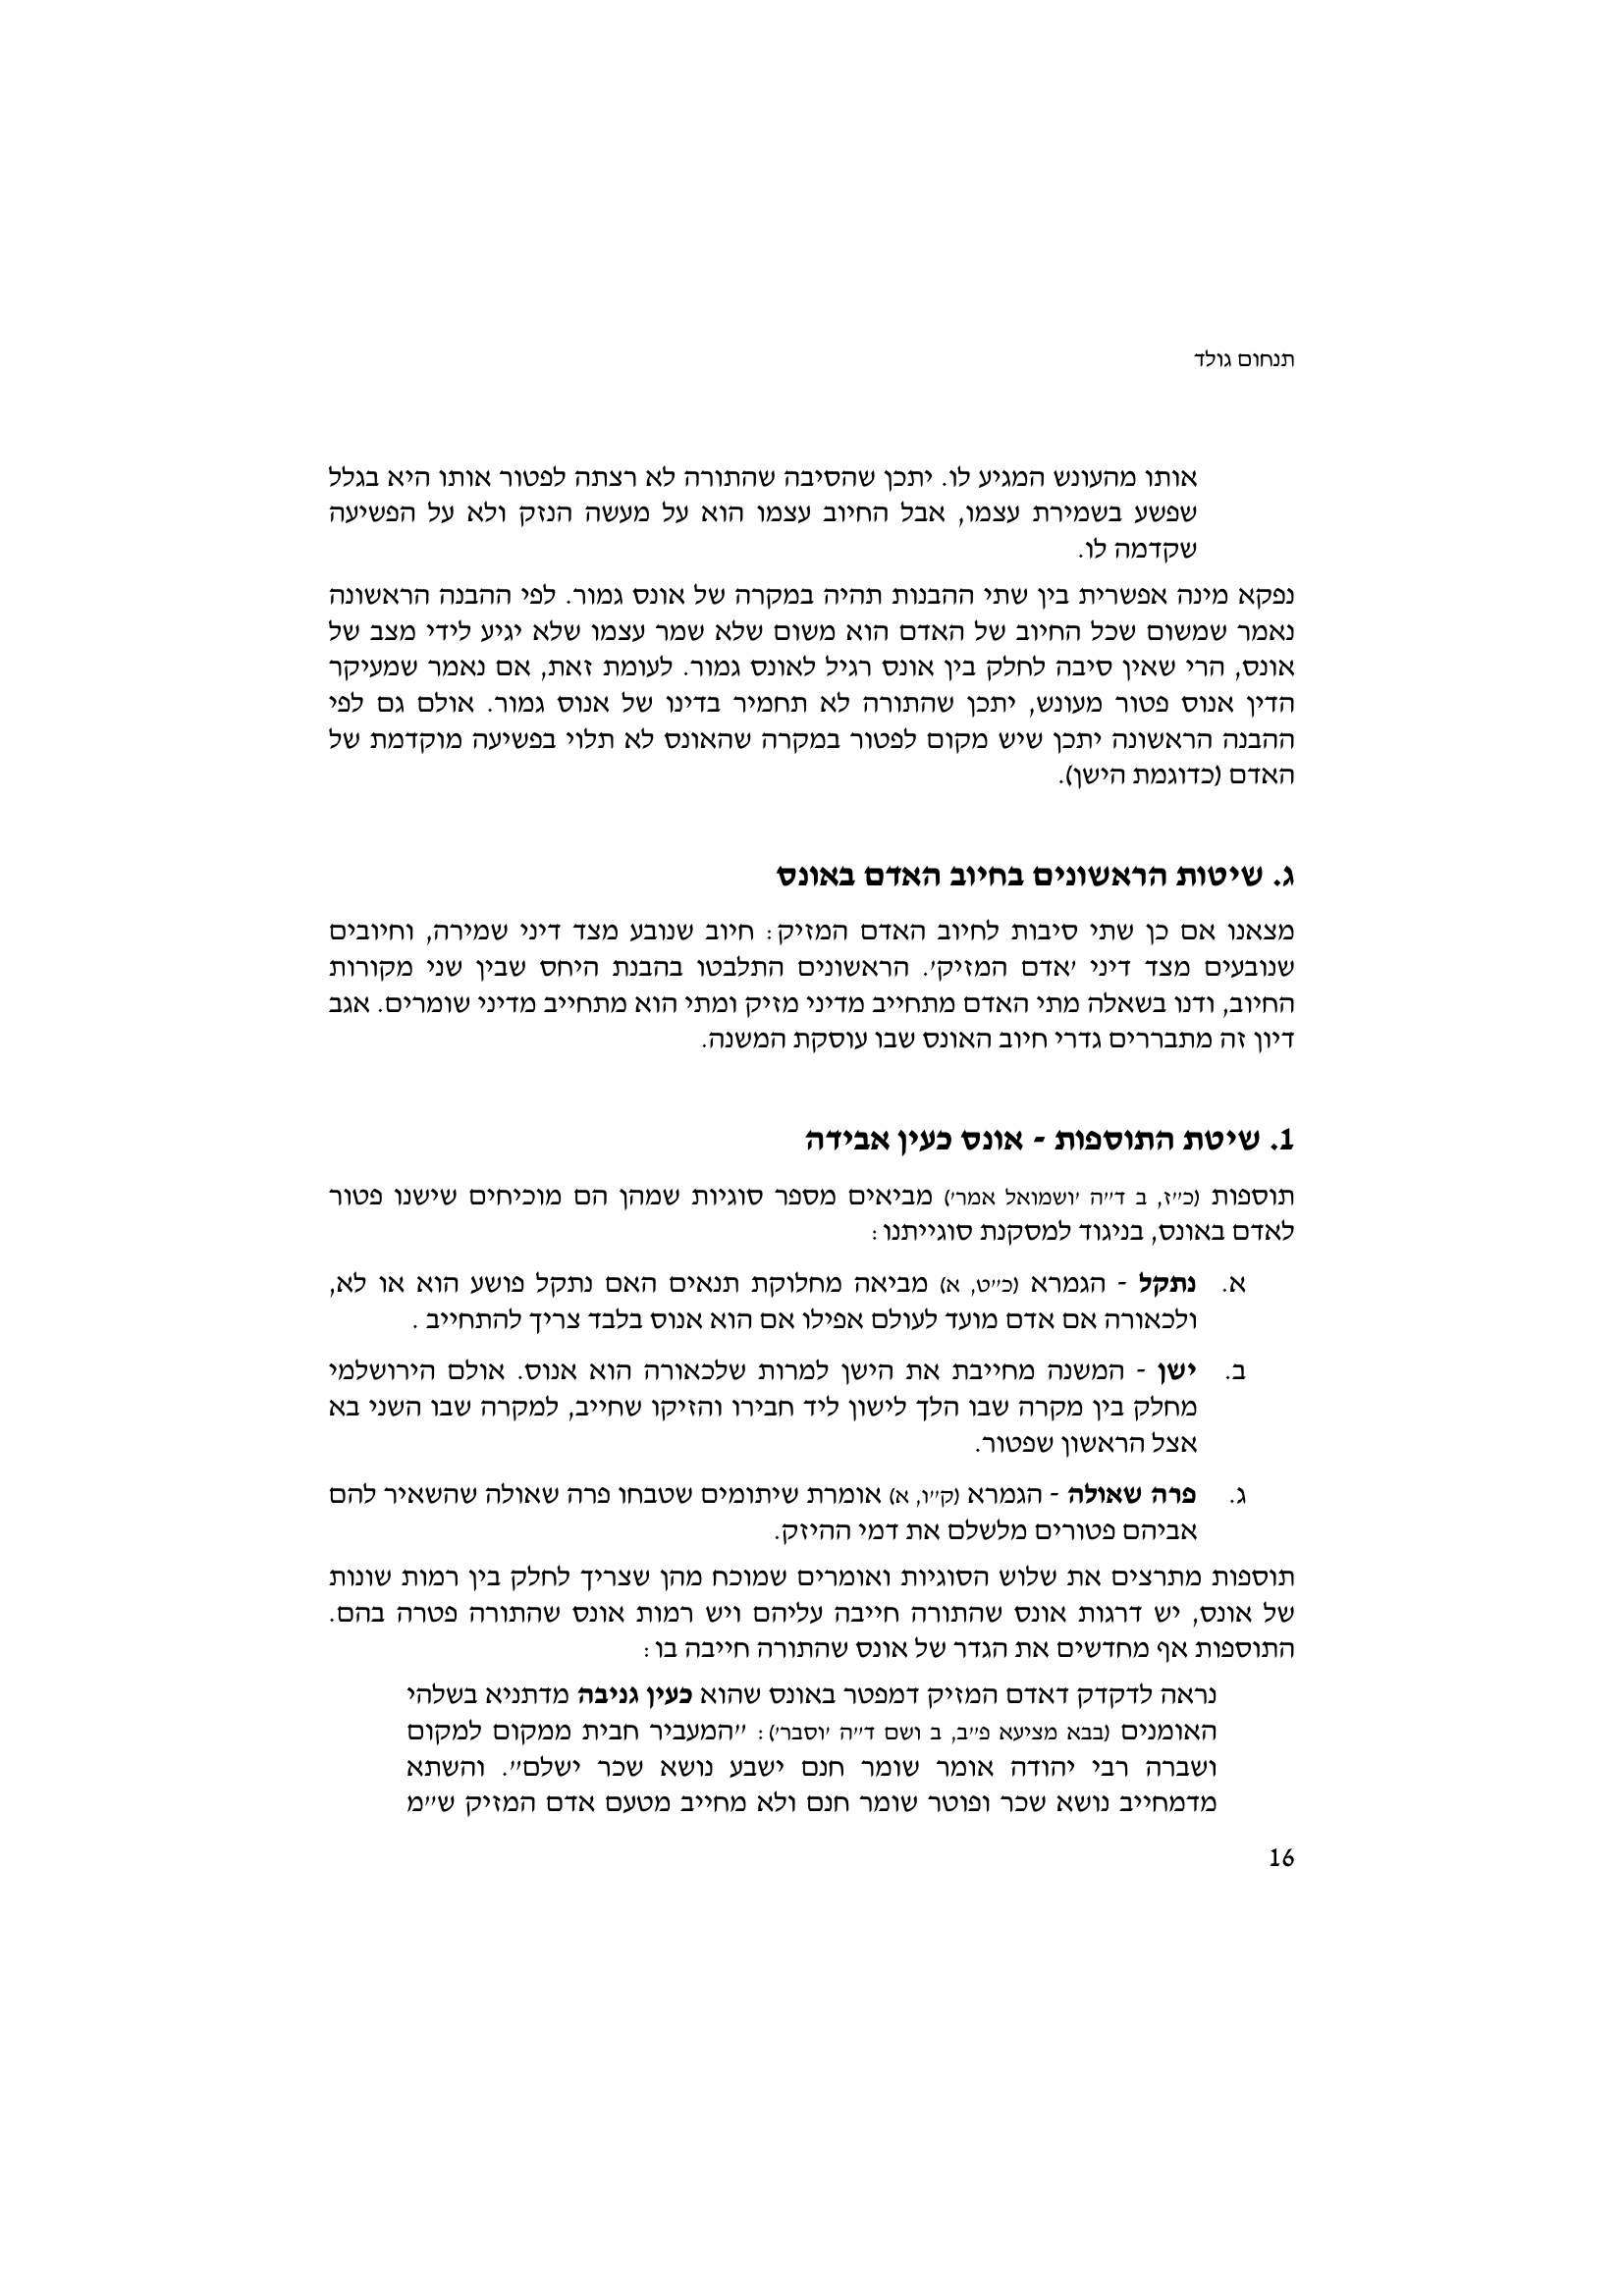 תנחום גולד
אותו מהעונש המגיע לו. יתכן שהסיבה שהתורה לא רצתה לפטור אותו היא בגלל
שפשע בשמירת עצמו, אבל החיוב עצמו הוא על מעשה הנזק ולא על הפשיעה
שקדמה לו.
נפקא מינה אפשרית בין שתי ההבנות תהיה במקרה של אונס גמור. לפי ההבנה הראשונה
נאמר שמשום שכל החיוב של האדם הוא משום שלא שמר עצמו שלא יגיע לידי מצב של
אונס, הרי שאין סיבה לחלק בין אונס רגיל לאונס גמור. לעומת זאת, אם נאמר שמעיקר
הדין אנוס פטור מעונש, יתכן שהתורה לא תחמיר בדינו של אנוס גמור. אולם גם לפי
ההבנה הראשונה יתכן שיש מקום לפטור במקרה שהאונס לא תלוי בפשיעה מוקדמת של
האדם (כדוגמת הישן).
ג. שיטות הראשונים בחיוב האדם באונס
מצאנו אם כן שתי סיבות לחיוב האדם המזיק: חיוב שנובע מצד דיני שמירה, וחיובים
שנובעים מצד דיני 'אדם המזיק'. הראשונים התלבטו בהבנת היחס שבין שני מקורות
החיוב, ודנו בשאלה מתי האדם מתחייב מדיני מזיק ומתי הוא מתחייב מדיני שומרים. אגב
דיון זה מתבררים גדרי חיוב האונס שבו עוסקת המשנה.
1. שיטת התוספות - אונס כעין אבידה
תוספות (כ"ז, ב ד"ה 'ושמואל אמר') מביאים מספר סוגיות שמהן הם מוכיחים שישנו פטור
לאדם באונס, בניגוד למסקנת סוגייתנו:
א. נתקל - הגמרא (כ"ט, א) מביאה מחלוקת תנאים האם נתקל פושע הוא או לא,
ולכאורה אם אדם מועד לעולם אפילו אם הוא אנוס בלבד צריך להתחייב .
ב. ישן - המשנה מחייבת את הישן למרות שלכאורה הוא אנוס. אולם הירושלמי
מחלק בין מקרה שבו הלך לישון ליד חבירו והזיקו שחייב, למקרה שבו השני בא
אצל הראשון שפטור.
ג. פרה שאולה - הגמרא (ק"ו, א) אומרת שיתומים שטבחו פרה שאולה שהשאיר להם
אביהם פטורים מלשלם את דמי ההיזק.
תוספות מתרצים את שלוש הסוגיות ואומרים שמוכח מהן שצריך לחלק בין רמות שונות
של אונס, יש דרגות אונס שהתורה חייבה עליהם ויש רמות אונס שהתורה פטרה בהם.
התוספות אף מחדשים את הגדר של אונס שהתורה חייבה בו:
נראה לדקדק דאדם המזיק דמפטר באונס שהוא כעין גניבה מדתניא בשלהי
האומנים (בבא מציעא פ"ב, ב ושם ד"ה 'וסבר'): "המעביר חבית ממקום למקום
ושברה רבי יהודה אומר שומר חנם ישבע נושא שכר ישלם". והשתא
מדמחייב נושא שכר ופוטר שומר חנם ולא מחייב מטעם אדם המזיק ש"מ
16